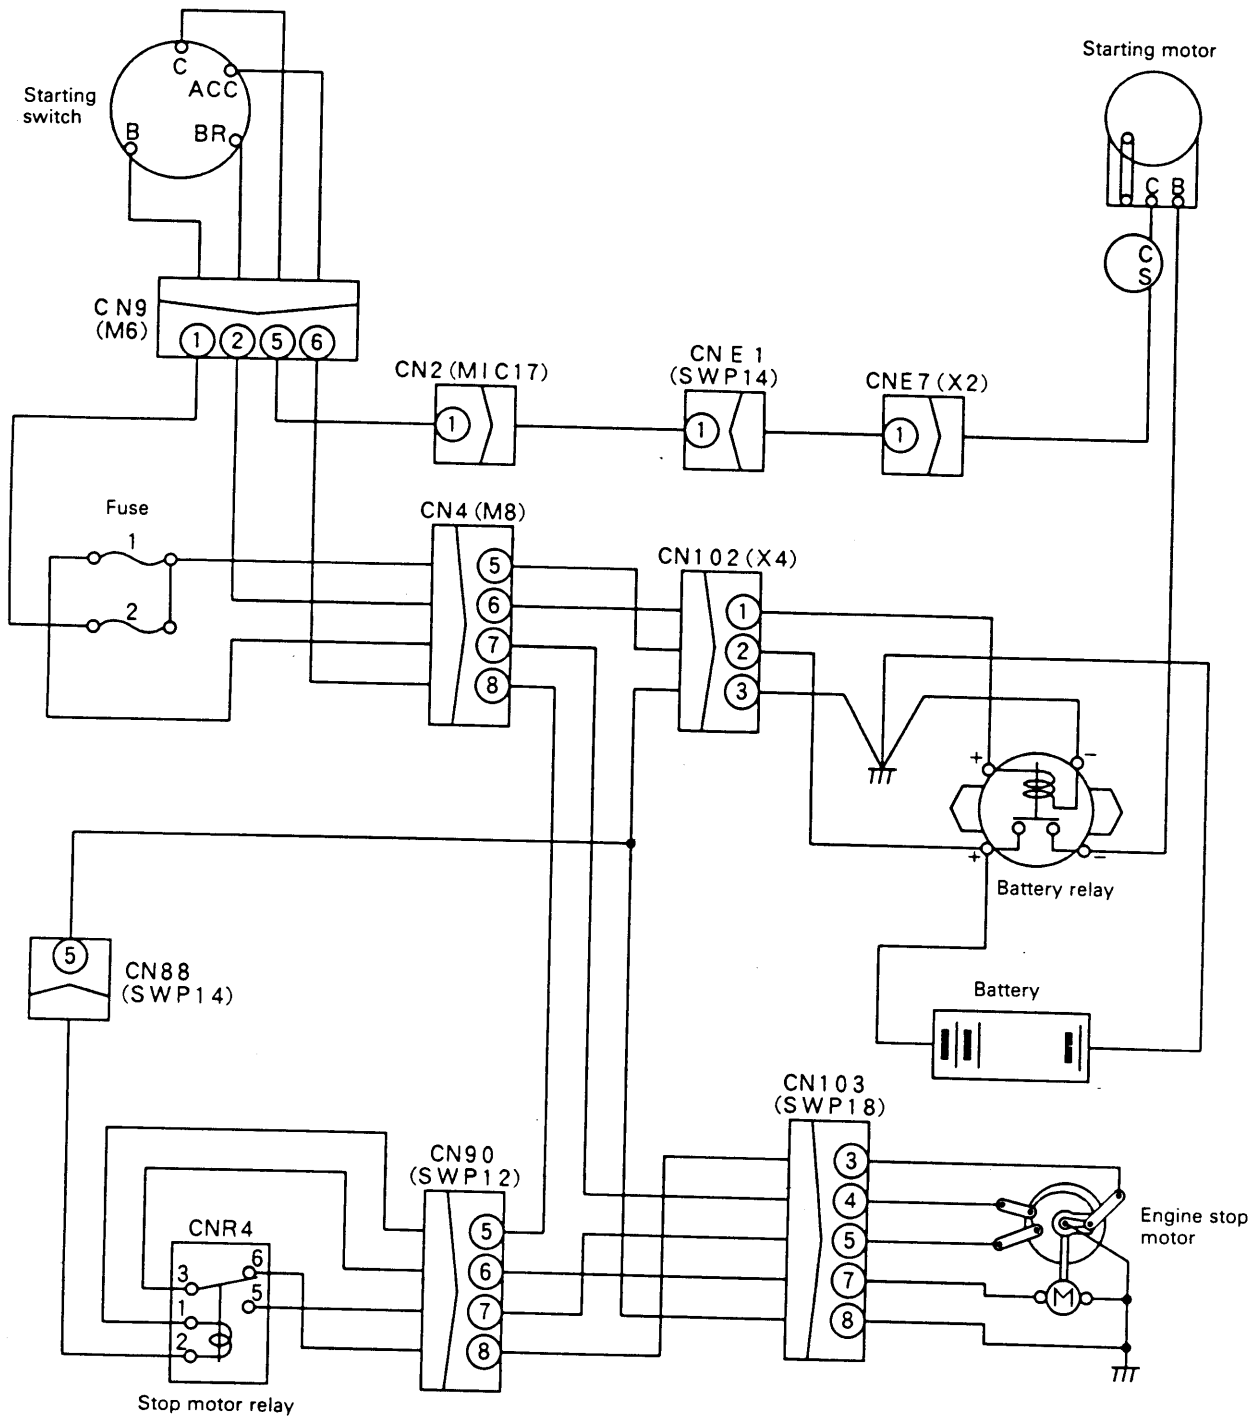 Starting motor
C
ACC
Starting
switch
B
BR
C B
C
S
CN9
(M6)
1 2 5 6
CN2(MIC17)
1
CNE1
(SWP14)
1
CNE7(X2)
1
Fuse
1
2
CN4(M8)
5
6
7
8
CN102(X4)
1
2
3
+ −
+ −
Battery relay
5
CN88
(SWP14)
Battery
CN103
(SWP18)
3
4
5
7
8
Engine stop
motor
M
CN90
(SWP12)
5
6
7
8
CNR4
3 6
1 5
2
Stop motor relay